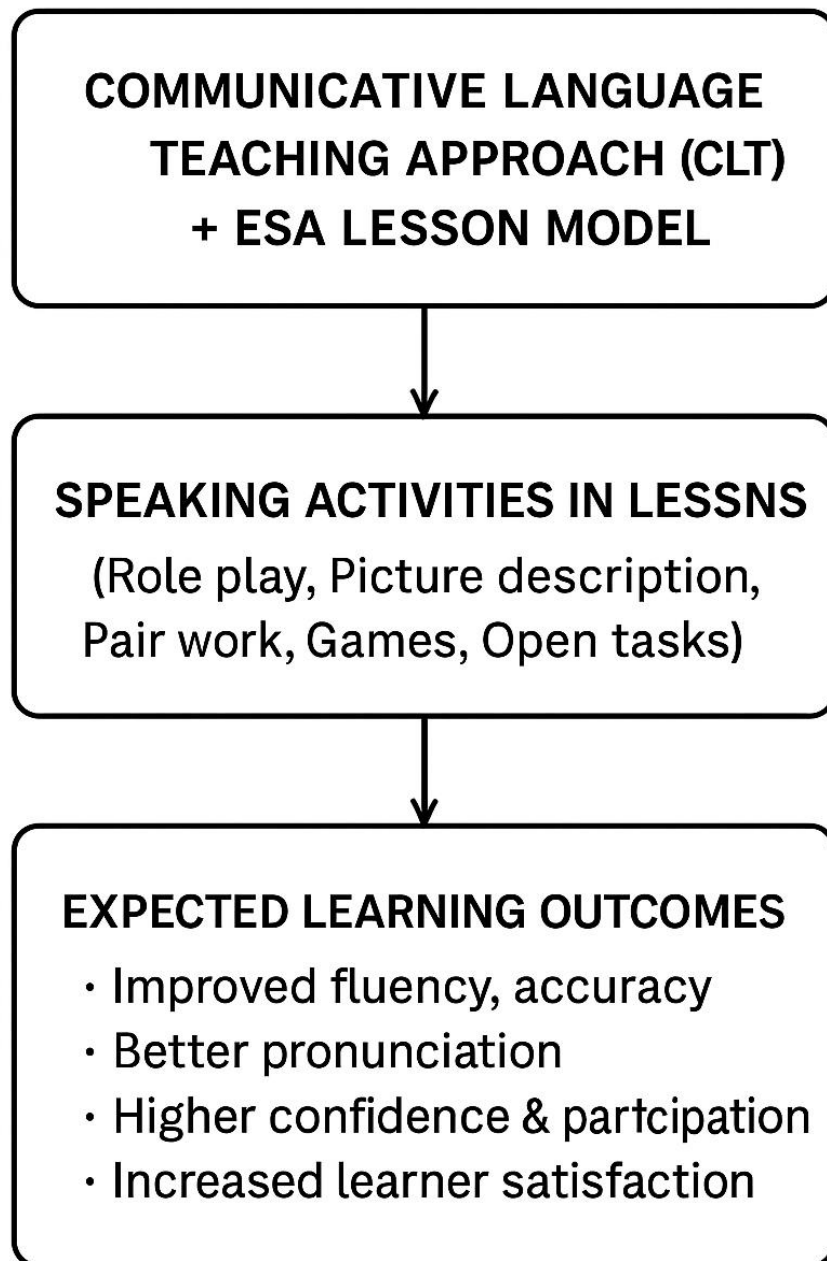 COMMUNICATIVE LANGUAGE
TEACHING APPROACH (CLT)
+ ESA LESSON MODEL
SPEAKING ACTIVITIES IN LESSNS
(Role play, Picture description,
Pair work, Games, Open tasks)
EXPECTED LEARNING OUTCOMES
· Improved fluency, accuracy
· Better pronunciation
· Higher confidence & partcipation
· Increased learner satisfaction